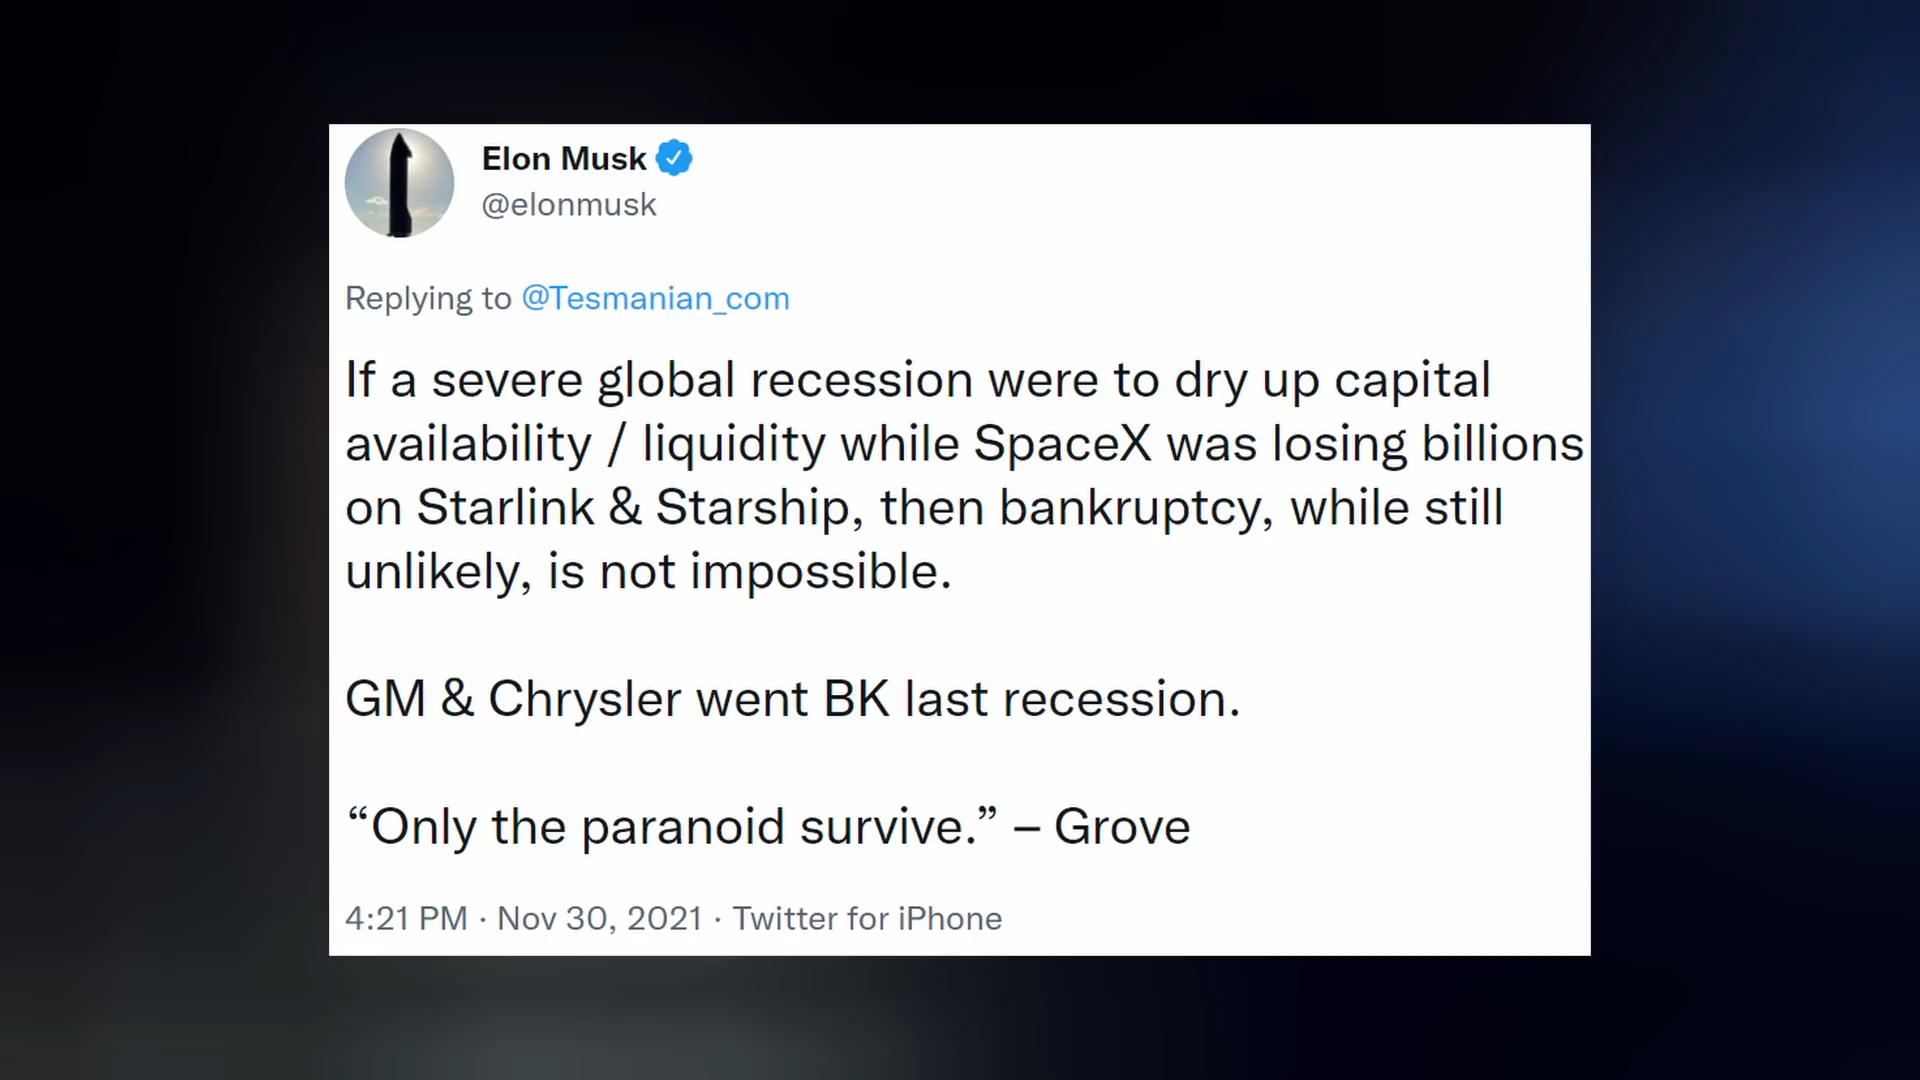 Elon Musk
@elonmusk
Replying to @Tesmanian_com
If a severe global recession were to dry up capital
availability / liquidity while SpaceX was losing billions
on Starlink & Starship, then bankruptcy, while still
unlikely, is not impossible.
GM & Chrysler went BK last recession.
“Only the paranoid survive.” – Grove
4:21 PM · Nov 30, 2021 · Twitter for iPhone